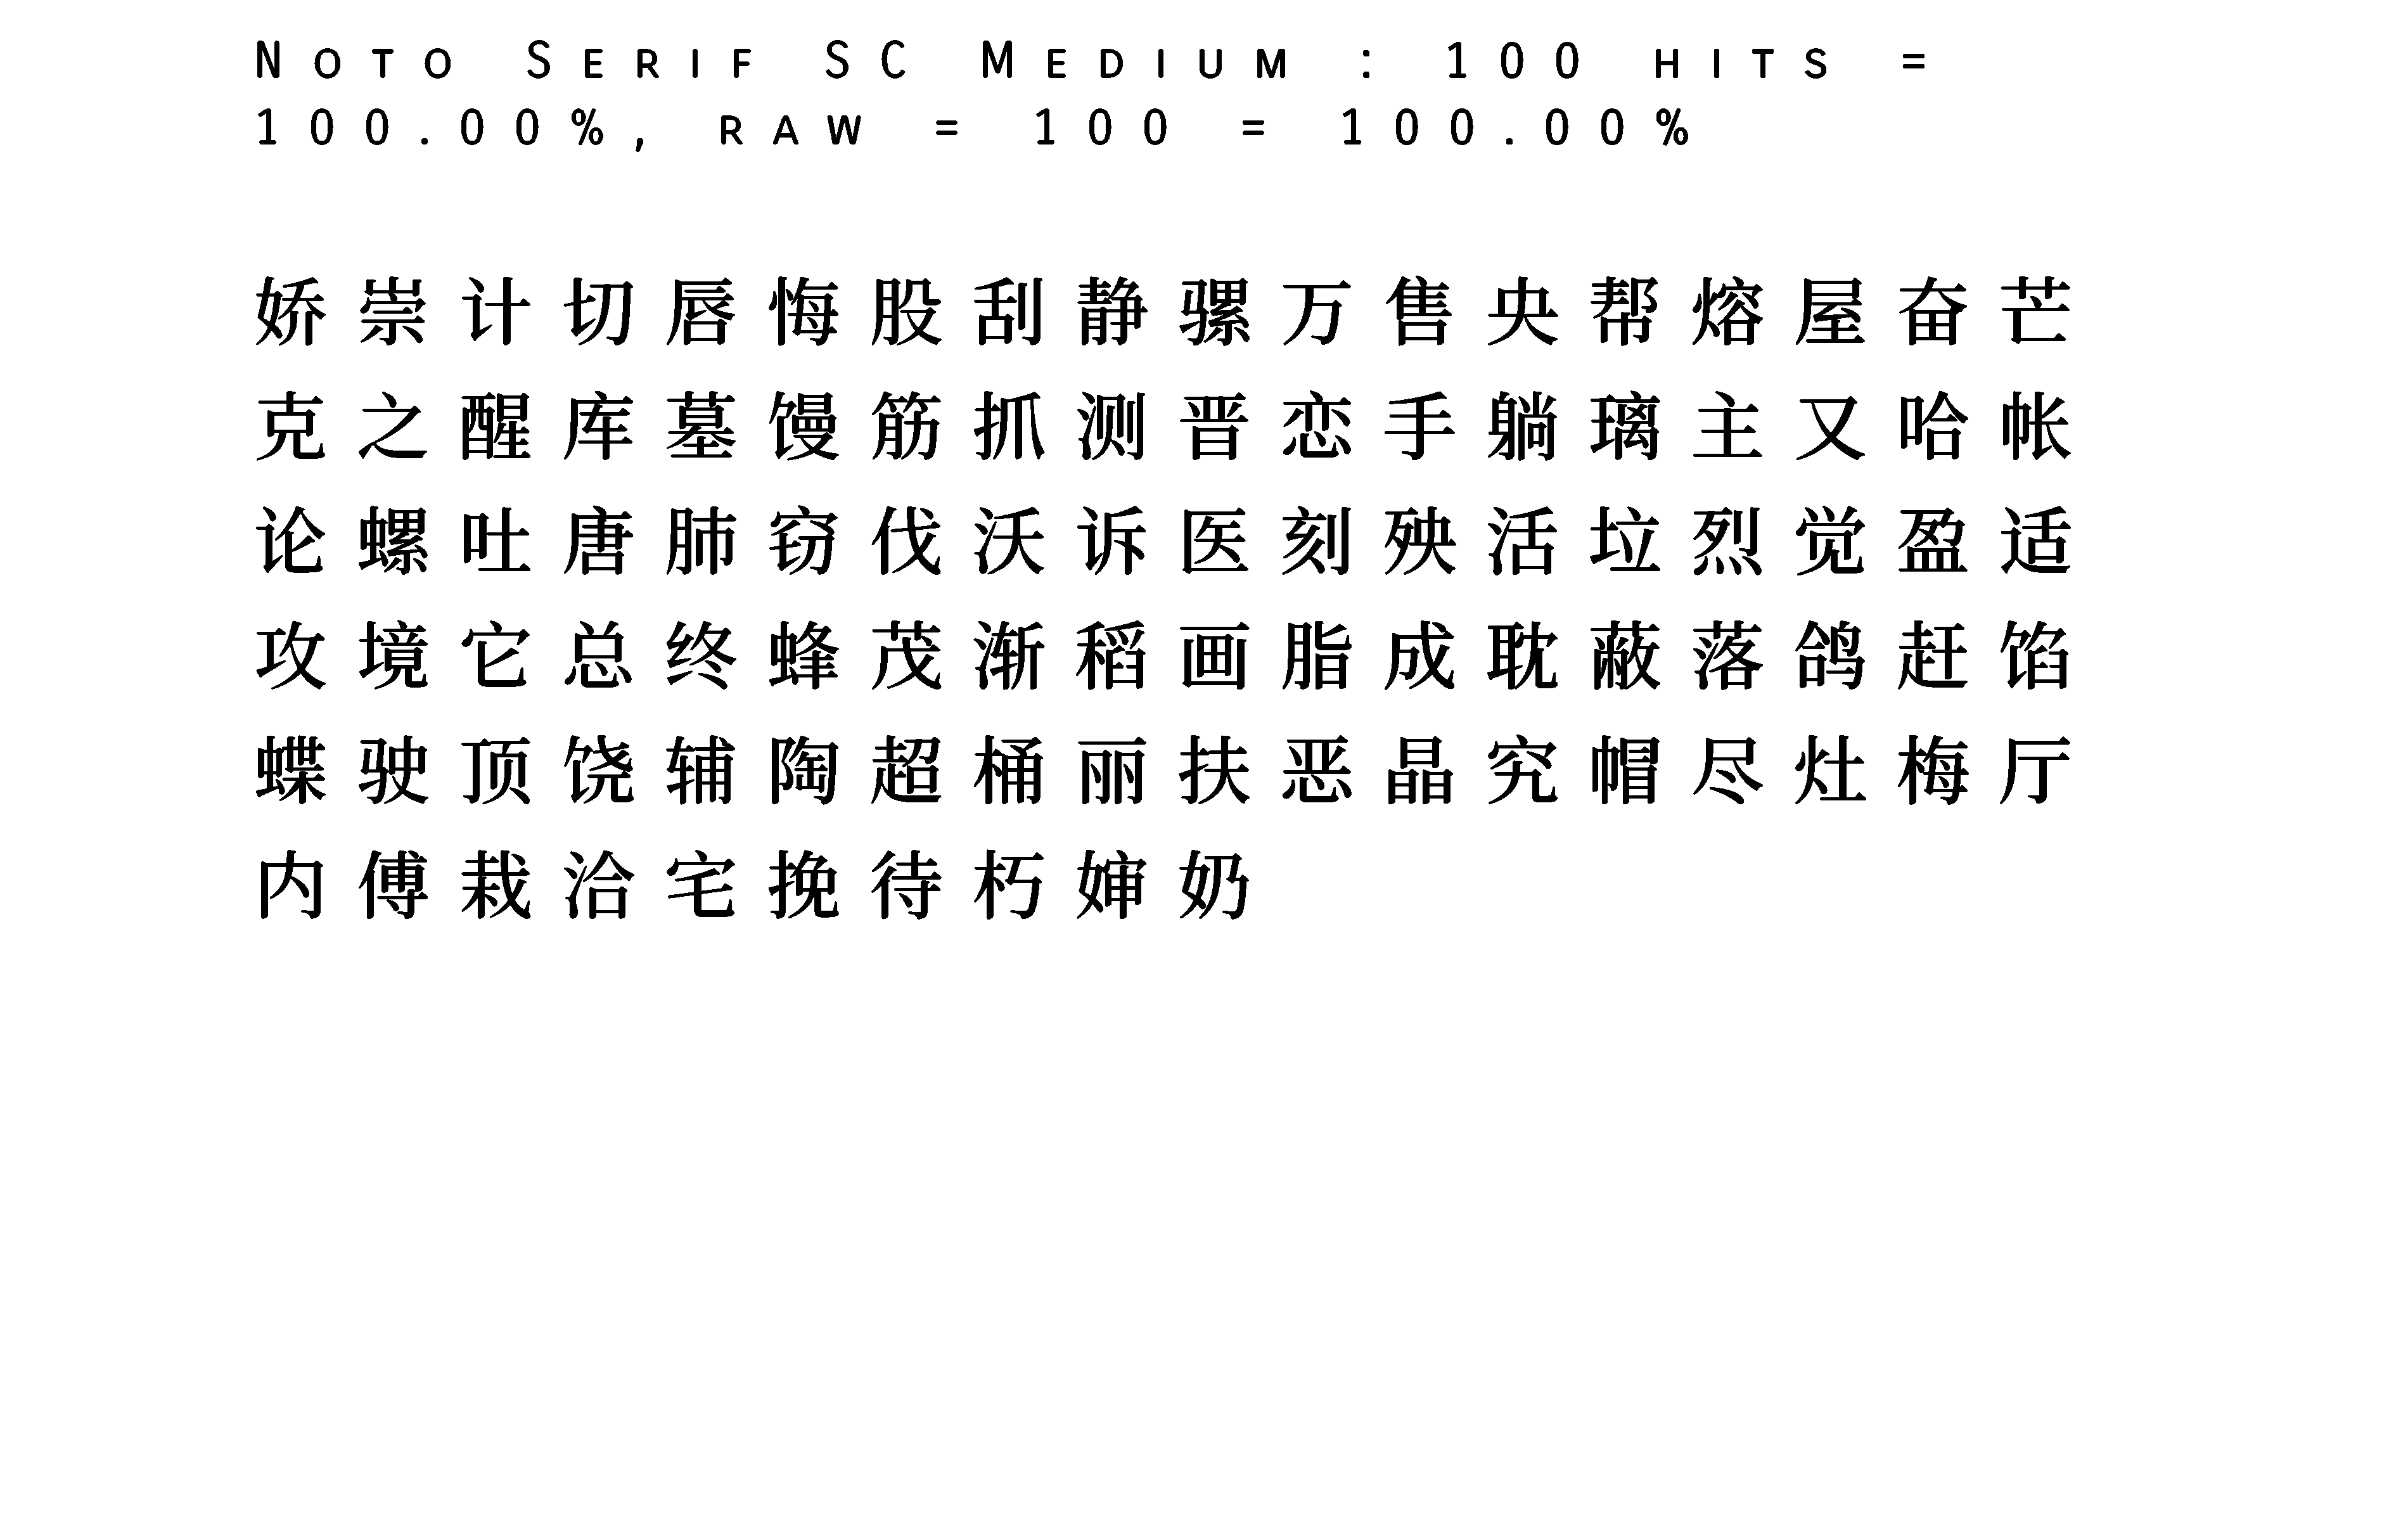 Noto Serif SC Medium : 100 hits =
100.00%, raw = 100 = 100.00%
娇崇计切唇悔股刮静骡万售央帮熔屋奋芒
克之醒库墓馒筋抓测晋恋手躺璃主又哈帐
论螺吐唐肺窃伐沃诉医刻殃活垃烈觉盈适
攻境它总终蜂茂渐稻画脂成耽蔽落鸽赶馅
蝶驶顶饶辅陶超桶丽扶恶晶究帽尽灶梅厅
内傅栽洽宅挽待朽婶奶